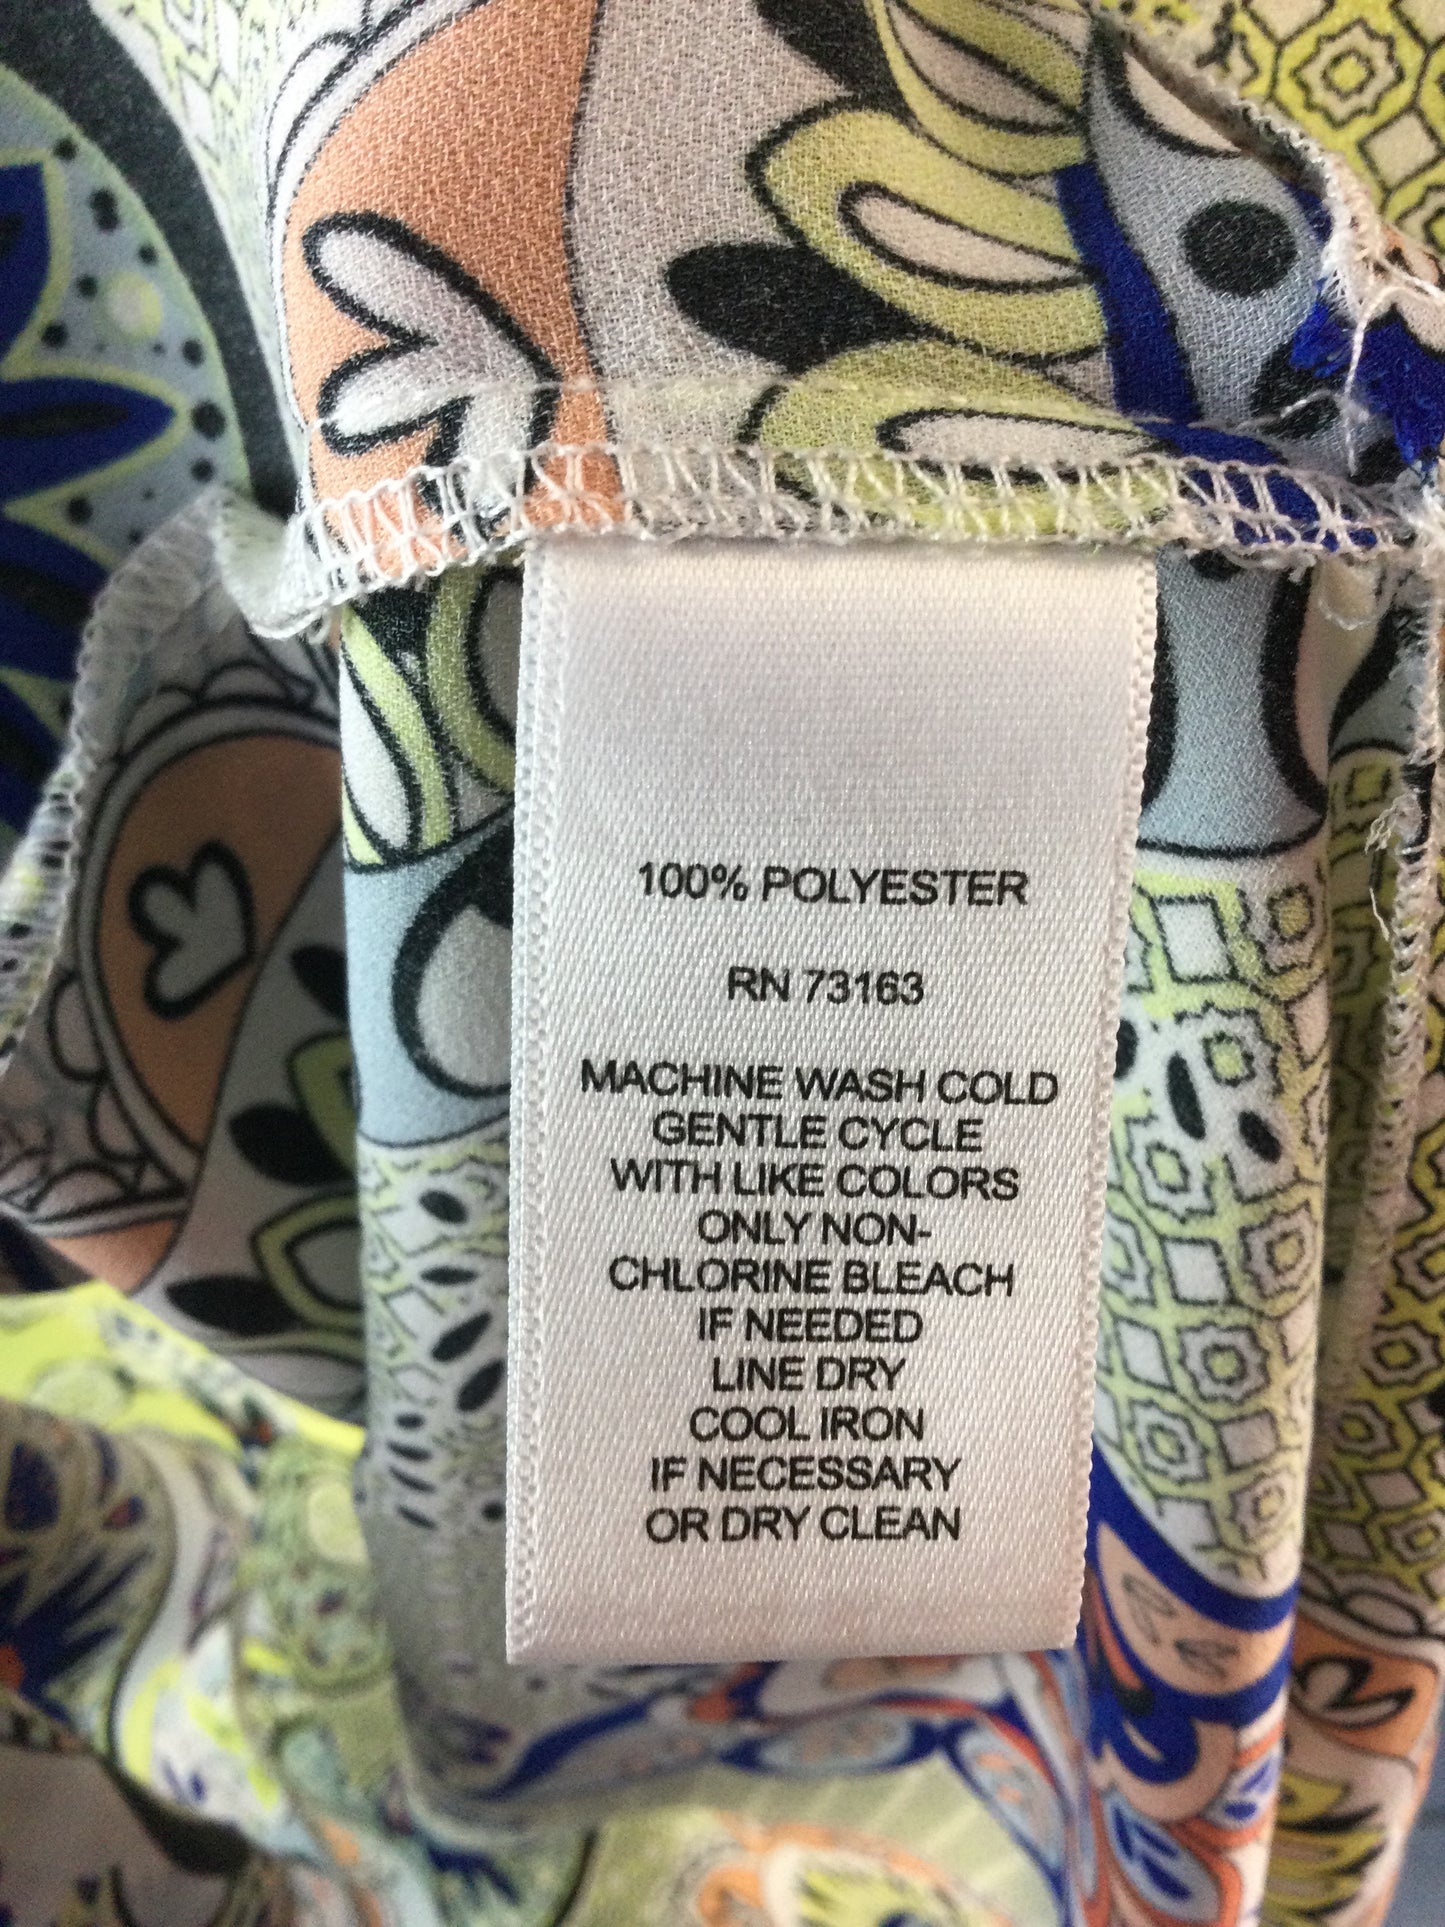 100% POLYESTER
RN 73163
MACHINE WASH COLD
GENTLE CYCLE
WITH LIKE COLORS
ONLY NON-
CHLORINE BLEACH
IF NEEDED
LINE DRY
COOL IRON
IF NECESSARY
OR DRY CLEAN